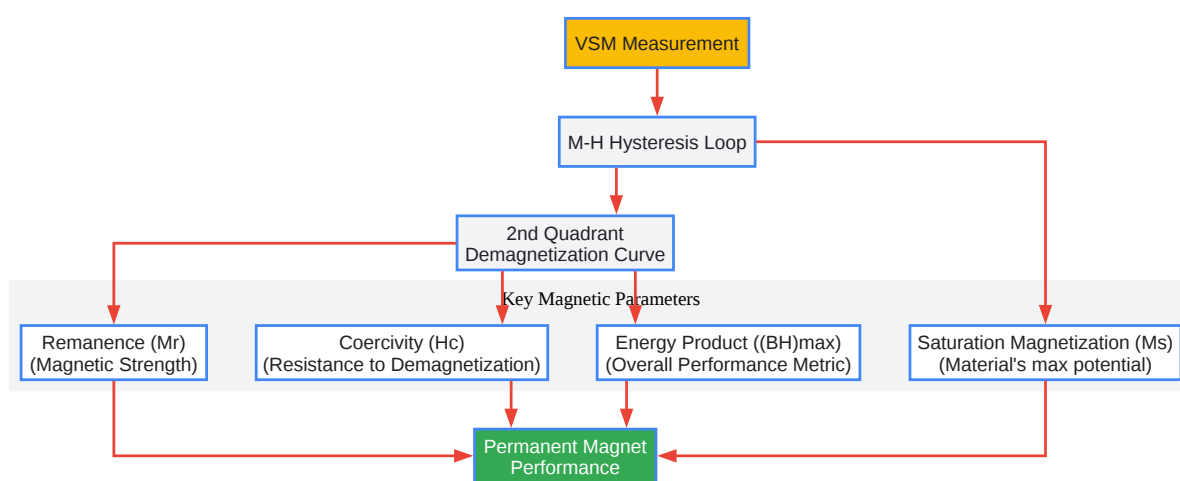 VSM Measurement
M-H Hysteresis Loop
2nd Quadrant
Demagnetization Curve
Key Magnetic Parameters
Remanence (Mr)
(Magnetic Strength)
Coercivity (Hc)
(Resistance to Demagnetization)
Energy Product ((BH)max)
(Overall Performance Metric)
Saturation Magnetization (Ms)
(Material's max potential)
Permanent Magnet
Performance